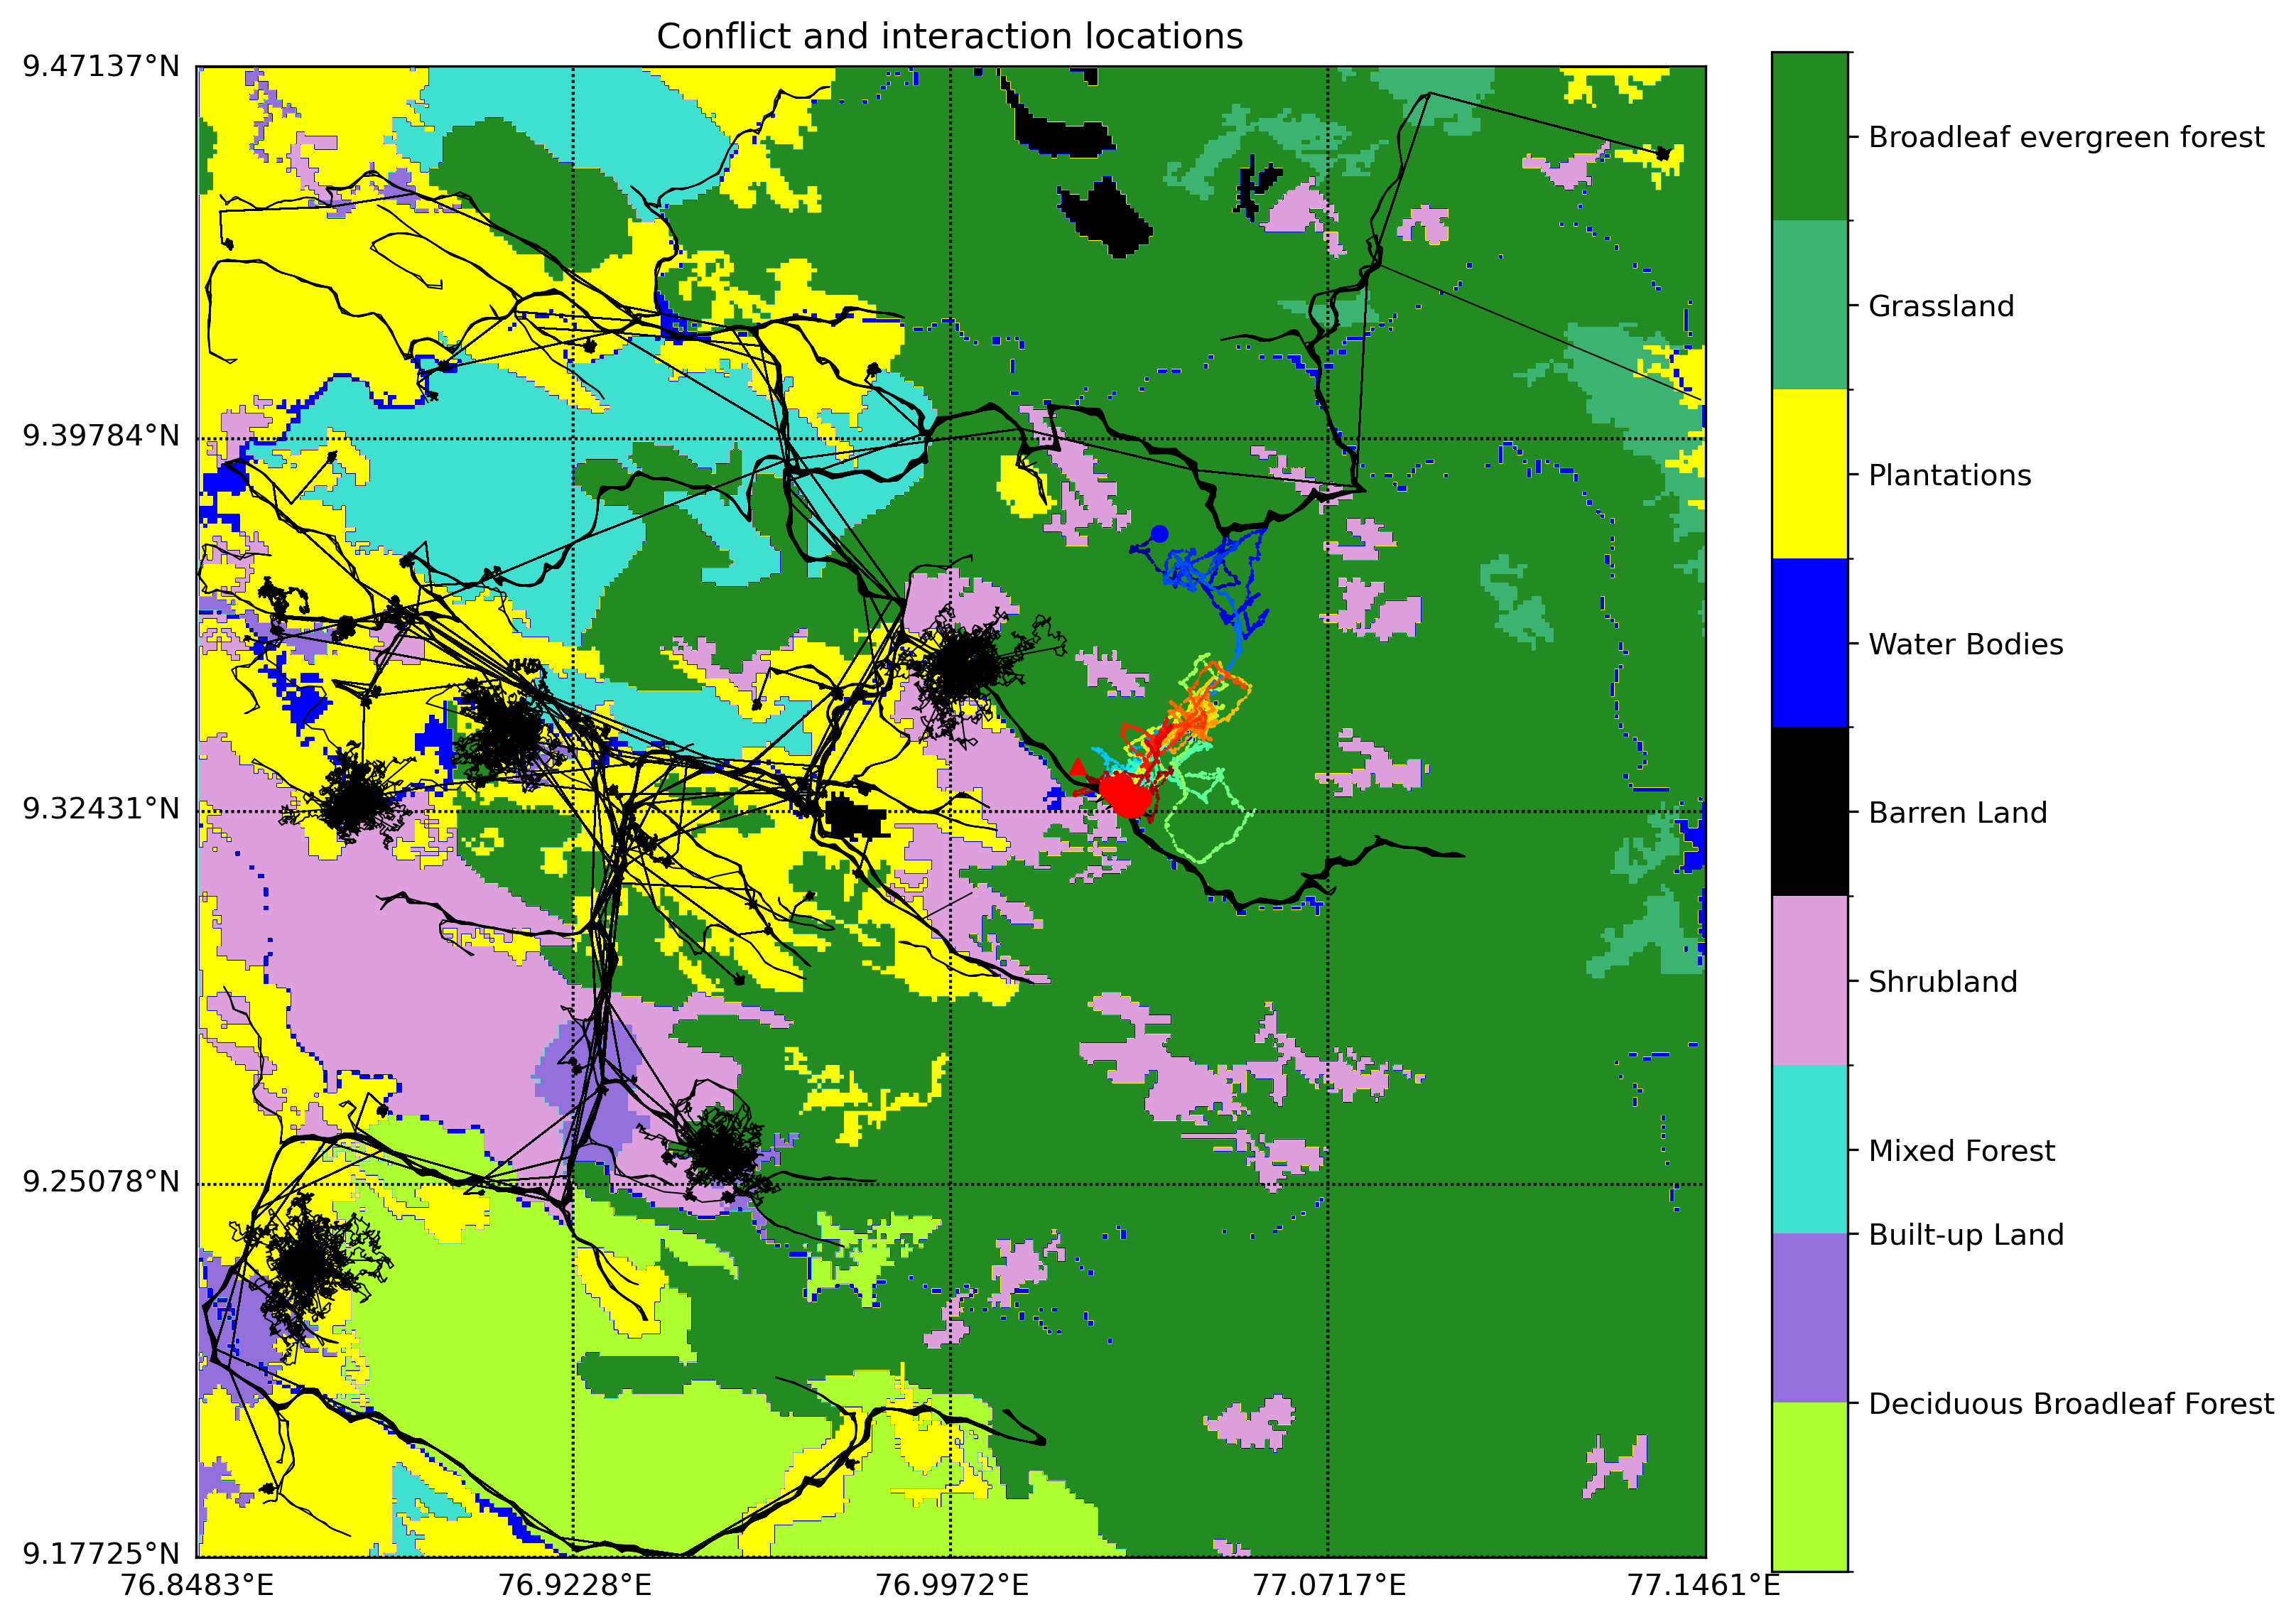 Conflict and interaction locations
9.47137°N
9.39784°N
9.32431°N
9.25078°N
9.17725°N
76.8483°E
76.9228°E
76.9972°E
77.0717°E
77.1461°E
Broadleaf evergreen forest
Grassland
Plantations
Water Bodies
Barren Land
Shrubland
Mixed Forest
Built-up Land
Deciduous Broadleaf Forest